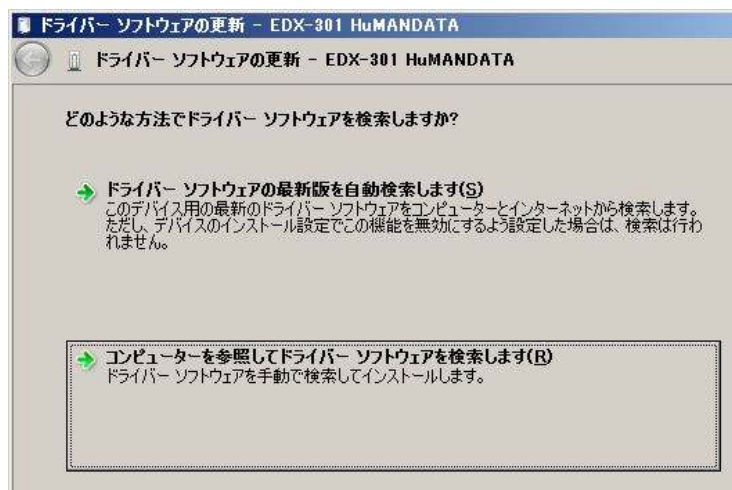 ドライバー ソフトウェアの更新 - EDX-301 HuMANDATA
ドライバー ソフトウェアの更新 - EDX-301 HuMANDATA
どのような方法でドライバー ソフトウェアを検索しますか?
ドライバー ソフトウェアの最新版を自動検索します(S)
このデバイス用の最新のドライバー ソフトウェアをコンピューターとインターネットから検索します。
ただし、デバイスのインストール設定でこの機能を無効にするよう設定した場合は、検索は行わ
れません。
コンピューターを参照してドライバー ソフトウェアを検索します(R)
ドライバー ソフトウェアを手動で検索してインストールします。